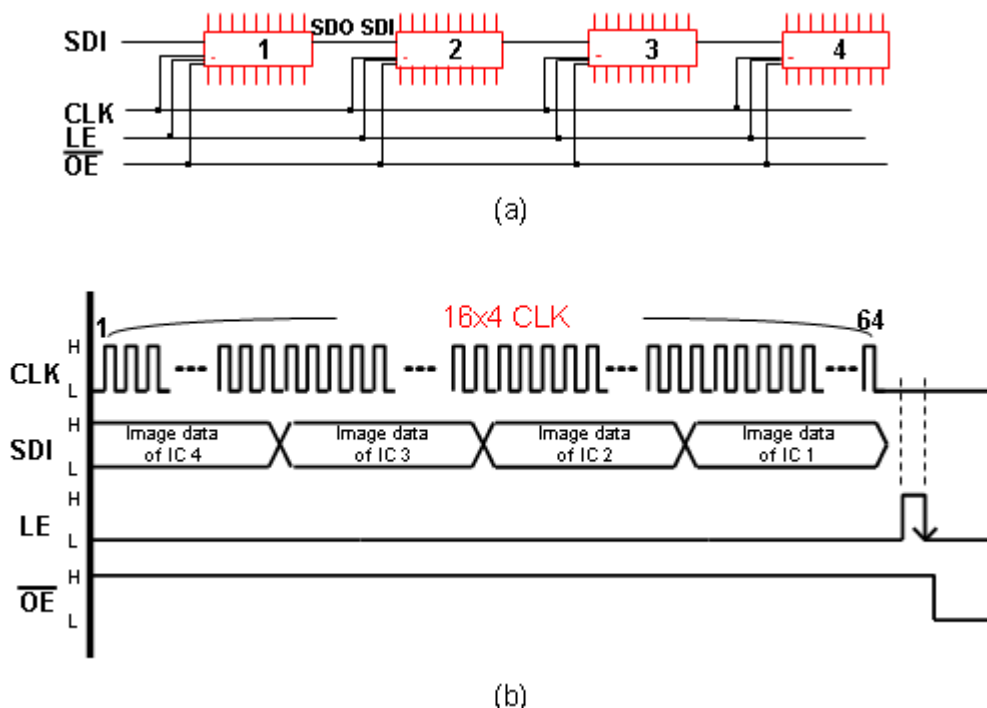 SDI 1 SDO SDI 2 3 4
CLK
LE
OE
(a)
1 16x4 CLK 64
CLK H L
SDI H L
Image data of IC 4
Image data of IC 3
Image data of IC 2
Image data of IC 1
LE H L
OE H L
(b)